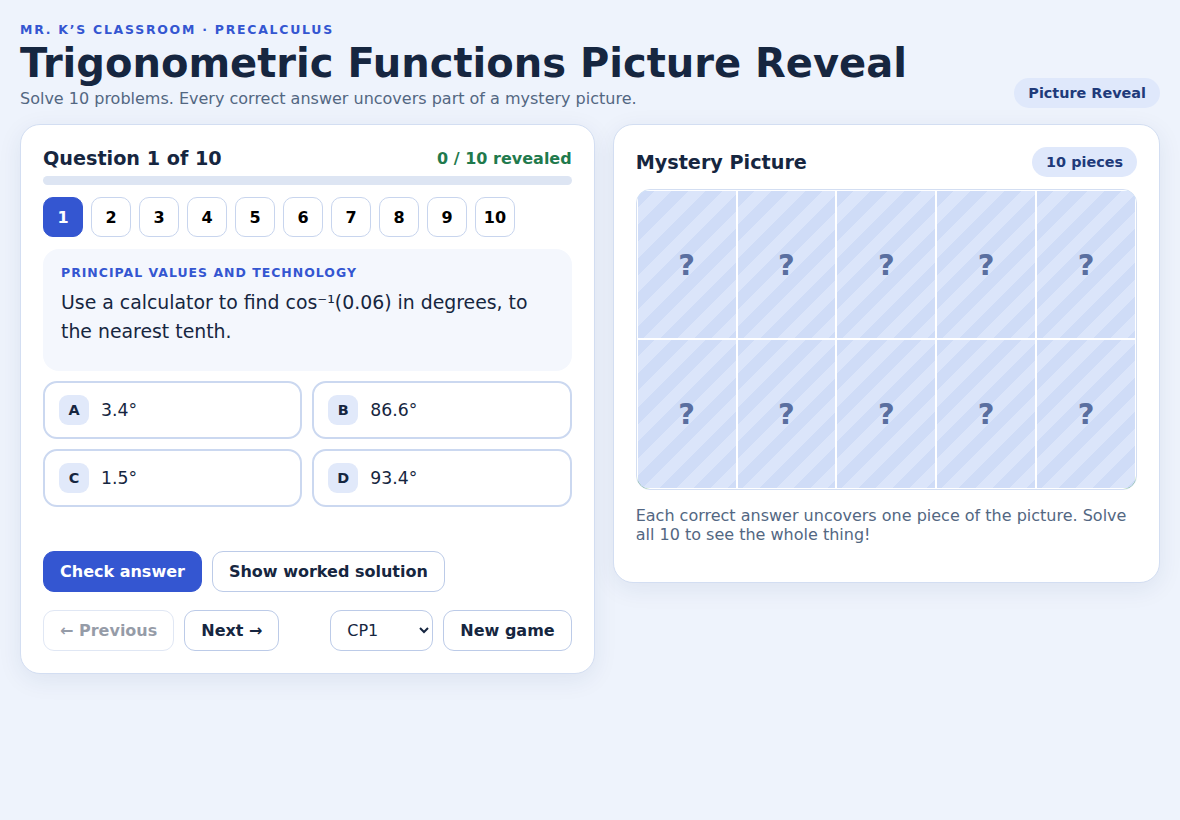 MR. K’S CLASSROOM · PRECALCULUS
Trigonometric Functions Picture Reveal
Solve 10 problems. Every correct answer uncovers part of a mystery picture.
Picture Reveal
Question 1 of 10
0 / 10 revealed
1 2 3 4 5 6 7 8 9 10
PRINCIPAL VALUES AND TECHNOLOGY
Use a calculator to find cos⁻¹(0.06) in degrees, to
the nearest tenth.
A 3.4°
B 86.6°
C 1.5°
D 93.4°
Check answer
Show worked solution
← Previous
Next →
CP1
New game
Mystery Picture
10 pieces
? ? ? ? ?
? ? ? ? ?
Each correct answer uncovers one piece of the picture. Solve
all 10 to see the whole thing!